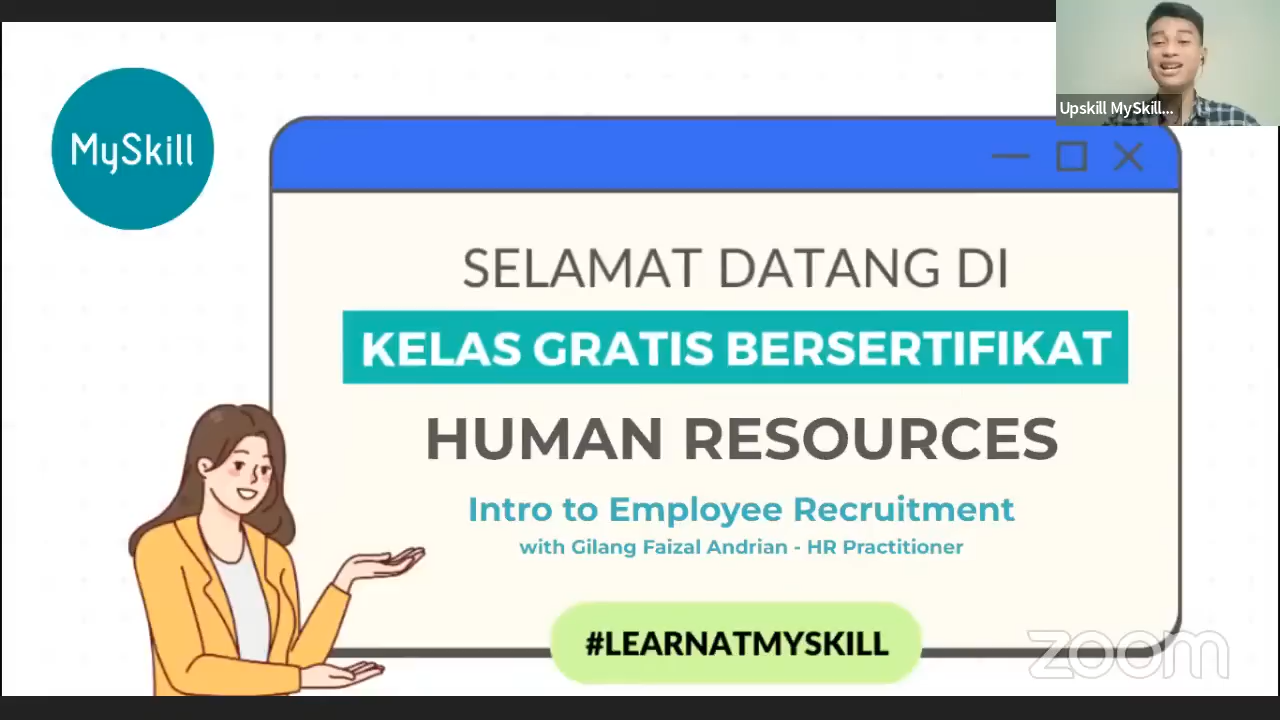 MySkill
Upskill MySkill...
SELAMAT DATANG DI
KELAS GRATIS BERSERTIFIKAT
HUMAN RESOURCES
Intro to Employee Recruitment
with Gilang Faizal Andrian - HR Practitioner
#LEARNATMYSKILL
zoom